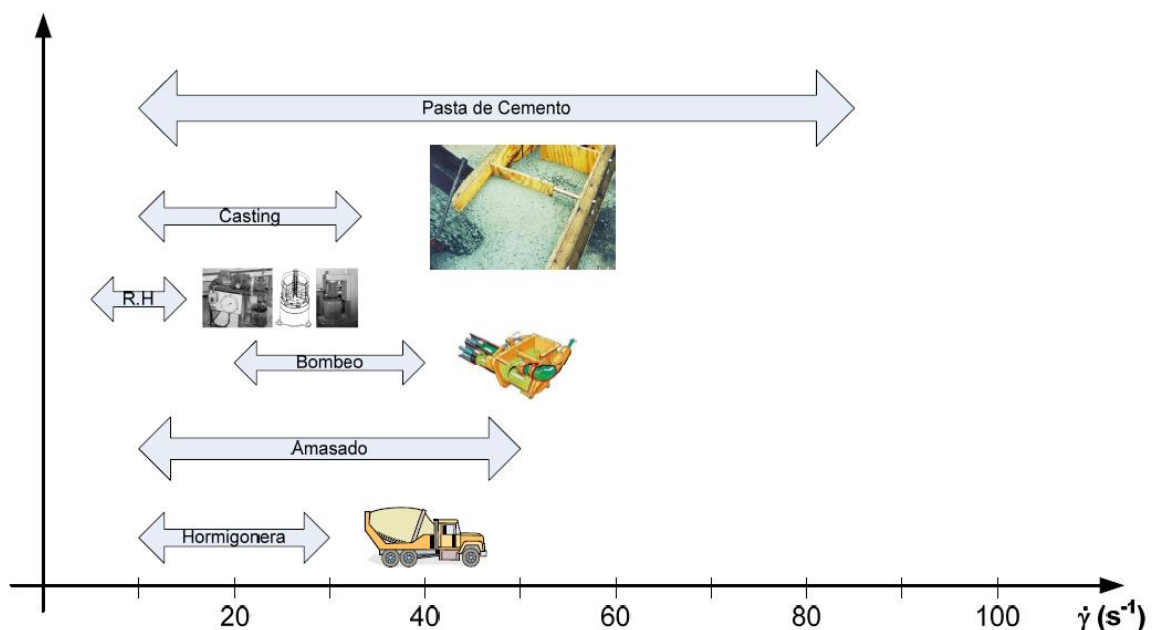 Pasta de Cemento
Casting
R.H
Bombeo
Amasado
Hormigonera
20 40 60 80 100 γ̇ (s⁻¹)